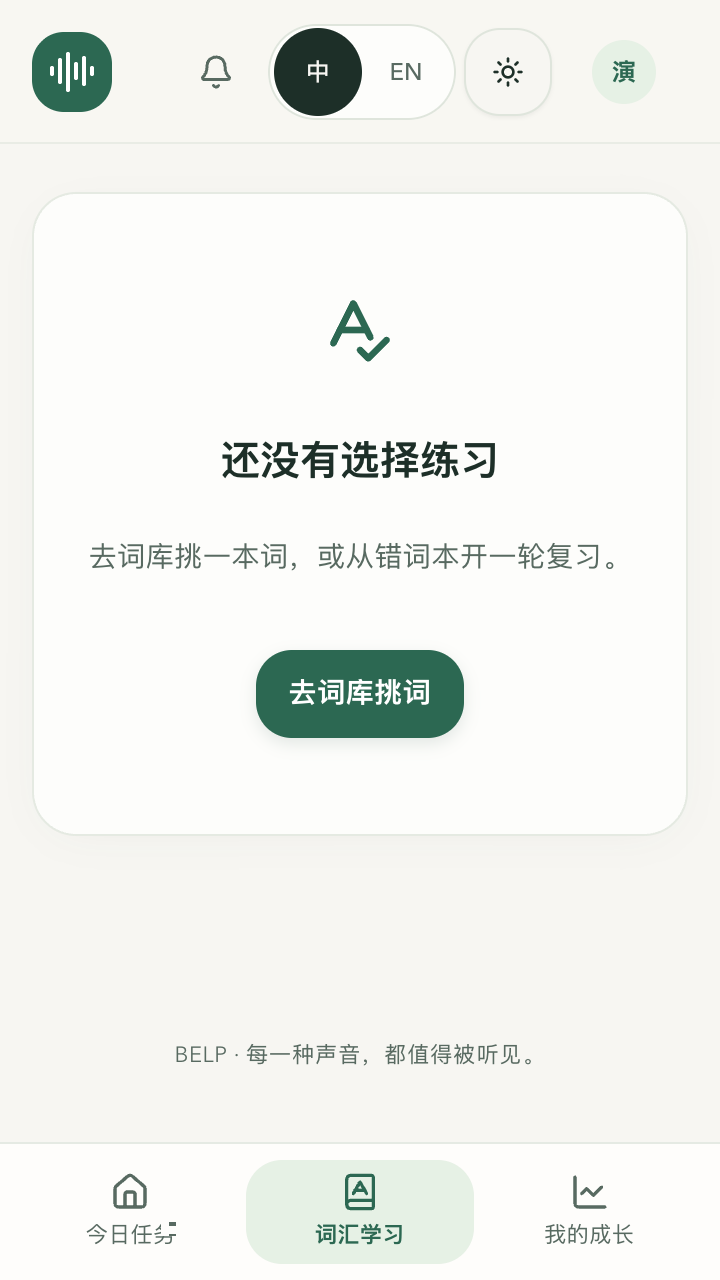 中 EN 演
还没有选择练习
去词库挑一本词，或从错词本开一轮复习。
去词库挑词
BELP · 每一种声音，都值得被听见。
今日任务 词汇学习 我的成长